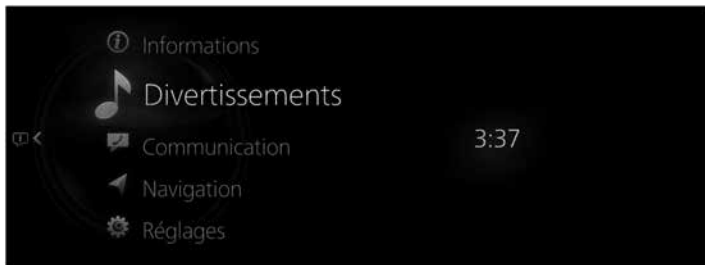 Informations
Divertissements
Communication
3:37
Navigation
Réglages